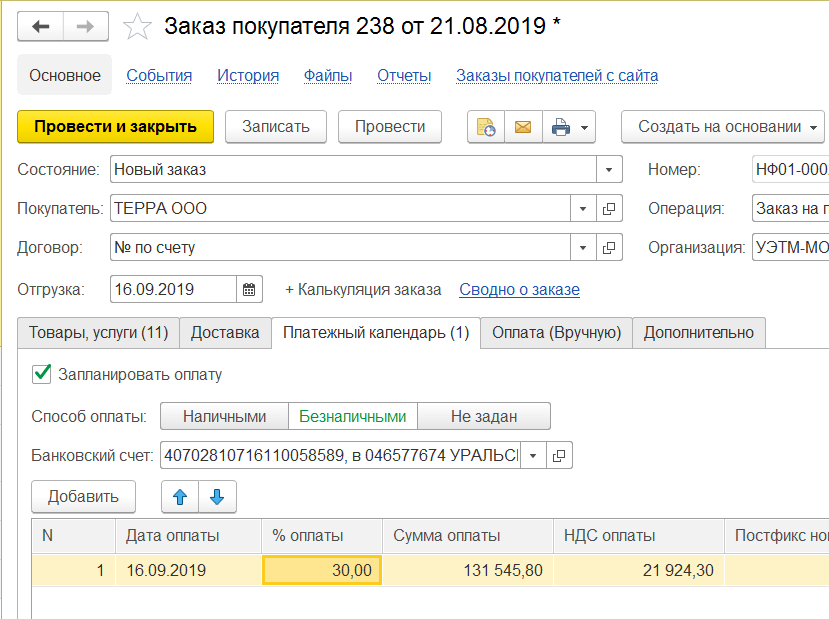 Заказ покупателя 238 от 21.08.2019 *
Основное События История Файлы Отчеты Заказы покупателей с сайта
Провести и закрыть Записать Провести Создать на основании
Состояние: Новый заказ Номер: НФ01-000
Покупатель: ТЕРРА ООО Операция: Заказ на
Договор: № по счету Организация: УЭТМ-МО
Отгрузка: 16.09.2019 + Калькуляция заказа Сводно о заказе
Товары, услуги (11) Доставка Платежный календарь (1) Оплата (Вручную) Дополнительно
Запланировать оплату
Способ оплаты: Наличными Безналичными Не задан
Банковский счет: 40702810716110058589, в 046577674 УРАЛЬС
Добавить
N Дата оплаты % оплаты Сумма оплаты НДС оплаты Постфикс
1 16.09.2019 30,00 131 545,80 21 924,30